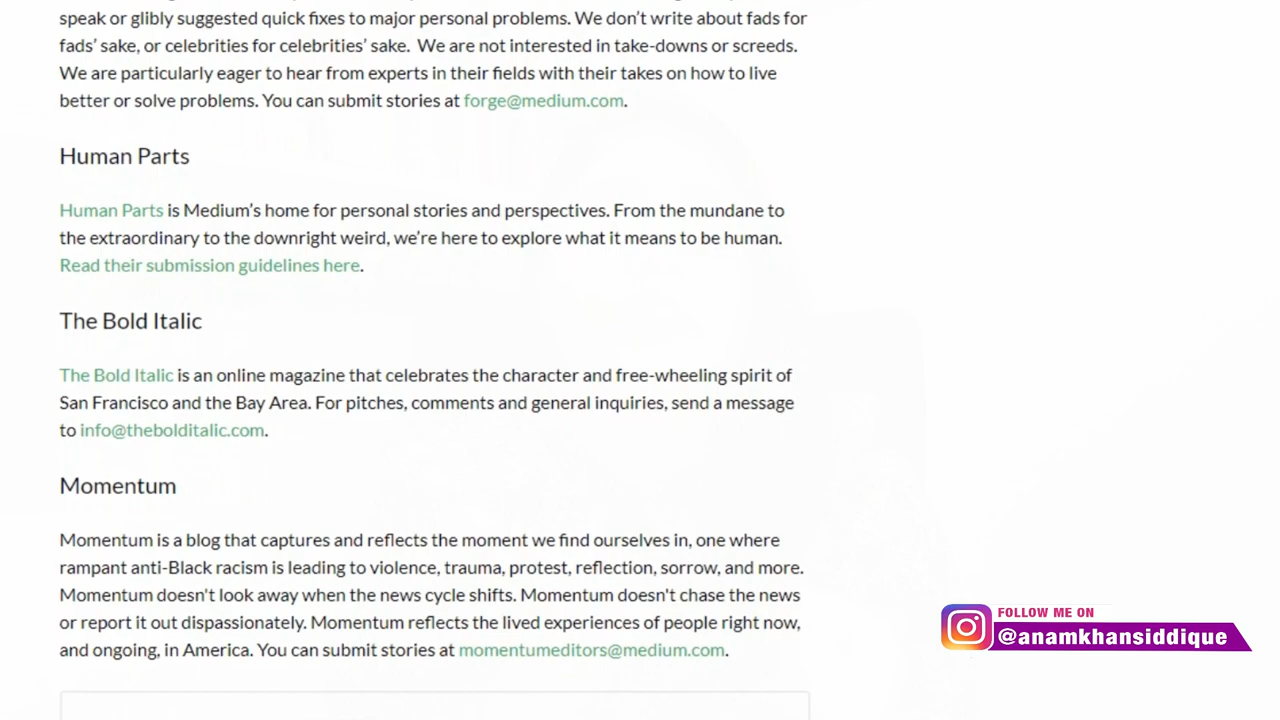 speak or glibly suggested quick fixes to major personal problems. We don’t write about fads for
fads’ sake, or celebrities for celebrities’ sake.  We are not interested in take-downs or screeds.
We are particularly eager to hear from experts in their fields with their takes on how to live
better or solve problems. You can submit stories at forge@medium.com.
Human Parts
Human Parts is Medium’s home for personal stories and perspectives. From the mundane to
the extraordinary to the downright weird, we’re here to explore what it means to be human.
Read their submission guidelines here.
The Bold Italic
The Bold Italic is an online magazine that celebrates the character and free-wheeling spirit of
San Francisco and the Bay Area. For pitches, comments and general inquiries, send a message
to info@thebolditalic.com.
Momentum
Momentum is a blog that captures and reflects the moment we find ourselves in, one where
rampant anti-Black racism is leading to violence, trauma, protest, reflection, sorrow, and more.
Momentum doesn't look away when the news cycle shifts. Momentum doesn't chase the news
or report it out dispassionately. Momentum reflects the lived experiences of people right now,
and ongoing, in America. You can submit stories at momentumeditors@medium.com.
FOLLOW ME ON
@anamkhansiddique